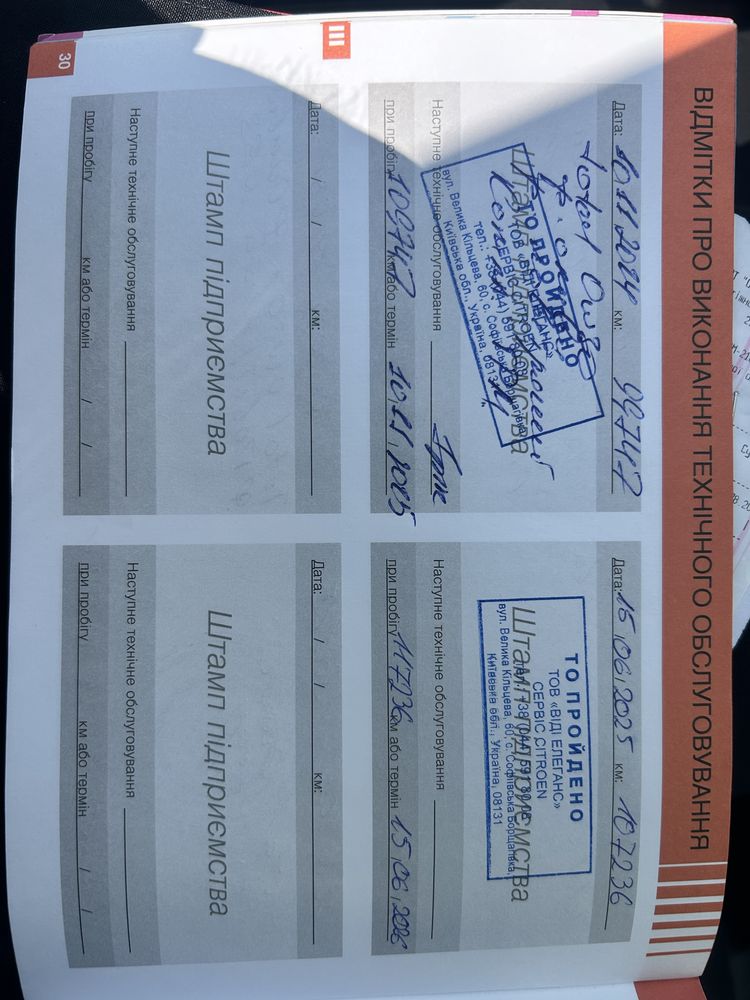 ВІДМІТКИ ПРО ВИКОНАННЯ ТЕХНІЧНОГО ОБСЛУГОВУВАННЯ
Дата: 10.11.2024 км: 99747
total 0w30
Штамп підприємства
ТО ПРОЙДЕНО
ТОВ «ВІДІ ЕЛЕГАНС»
СЕРВІС CITROEN
вул. Велика Кільцева, 60, с. Софіївська Борщагівка,
Київська обл., Україна, 08131
Наступне технічне обслуговування
при пробігу 109747 км або термін 10.11.2025
Дата: 15/06/2025 км: 107236
Штамп підприємства
ТО ПРОЙДЕНО
ТОВ «ВІДІ ЕЛЕГАНС»
СЕРВІС CITROEN
вул. Велика Кільцева, 60, с. Софіївська Борщагівка,
Київська обл., Україна, 08131
Наступне технічне обслуговування
при пробігу 117236 км або термін 15/06/2026
III
Дата: / / км:
Штамп підприємства
Наступне технічне обслуговування
при пробігу км або термін / /
Дата: / / км:
Штамп підприємства
Наступне технічне обслуговування
при пробігу км або термін / /
30